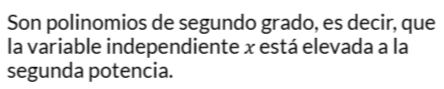 Son polinomios de segundo grado, es decir, que
la variable independiente x está elevada a la
segunda potencia.